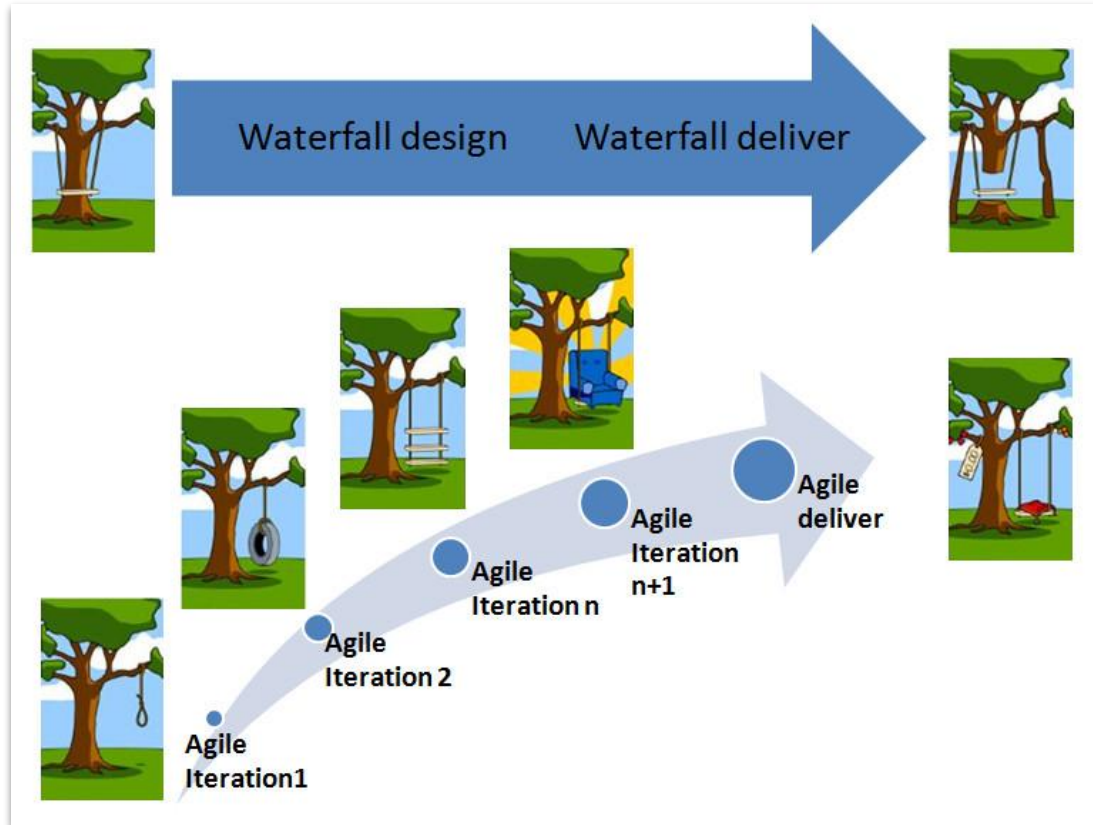 Waterfall design Waterfall deliver
Agile
deliver
Agile
Iteration
n+1
Agile
Iteration n
Agile
Iteration 2
Agile
Iteration1